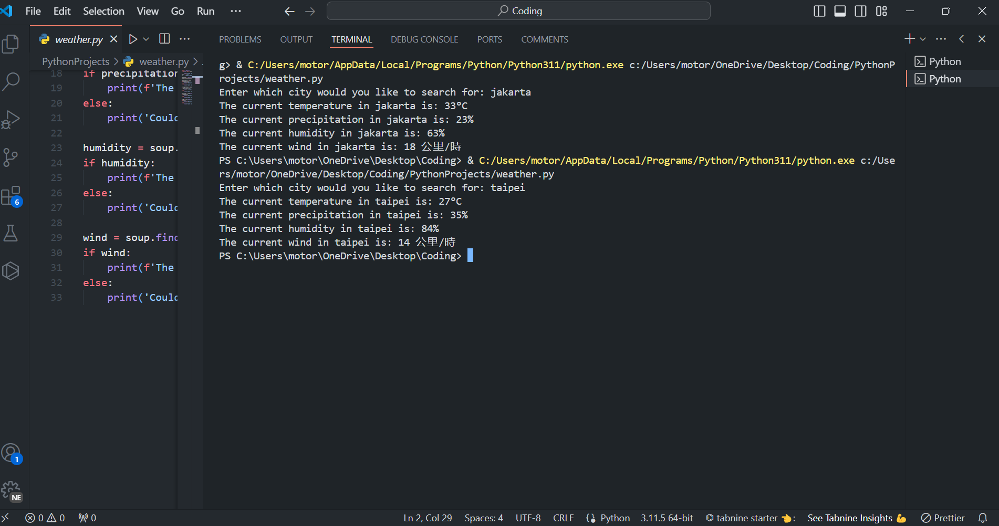 File Edit Selection View Go Run ···
Coding
weather.py
PROBLEMS OUTPUT TERMINAL DEBUG CONSOLE PORTS COMMENTS
PythonProjects > weather.py > .
18 if precipitation
19 print(f'The
20 else:
21 print('Could
22
23 humidity = soup.
24 if humidity:
25 print(f'The
26 else:
27 print('Could
28
29 wind = soup.find
30 if wind:
31 print(f'The
32 else:
33 print('Could
g> & C:/Users/motor/AppData/Local/Programs/Python/Python311/python.exe c:/Users/motor/OneDrive/Desktop/Coding/PythonP
rojects/weather.py
Enter which city would you like to search for: jakarta
The current temperature in jakarta is: 33°C
The current precipitation in jakarta is: 23%
The current humidity in jakarta is: 63%
The current wind in jakarta is: 18 公里/時
PS C:\Users\motor\OneDrive\Desktop\Coding> & C:/Users/motor/AppData/Local/Programs/Python/Python311/python.exe c:/Use
rs/motor/OneDrive/Desktop/Coding/PythonProjects/weather.py
Enter which city would you like to search for: taipei
The current temperature in taipei is: 27°C
The current precipitation in taipei is: 35%
The current humidity in taipei is: 84%
The current wind in taipei is: 14 公里/時
PS C:\Users\motor\OneDrive\Desktop\Coding>
Python
Python
6
1
NE
0 0 0 Ln 2, Col 29 Spaces: 4 UTF-8 CRLF {} Python 3.11.5 64-bit tabnine starter 👈: See Tabnine Insights 💪 Prettier